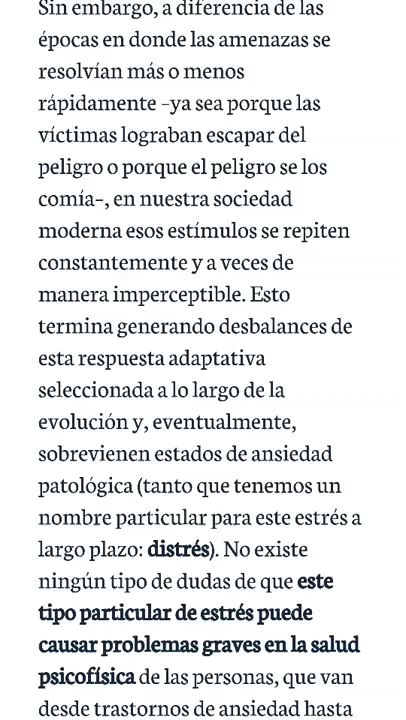 Sin embargo, a diferencia de las
épocas en donde las amenazas se
resolvían más o menos
rápidamente –ya sea porque las
víctimas lograban escapar del
peligro o porque el peligro se los
comía–, en nuestra sociedad
moderna esos estímulos se repiten
constantemente y a veces de
manera imperceptible. Esto
termina generando desbalances de
esta respuesta adaptativa
seleccionada a lo largo de la
evolución y, eventualmente,
sobrevienen estados de ansiedad
patológica (tanto que tenemos un
nombre particular para este estrés a
largo plazo: distrés). No existe
ningún tipo de dudas de que este
tipo particular de estrés puede
causar problemas graves en la salud
psicofísica de las personas, que van
desde trastornos de ansiedad hasta